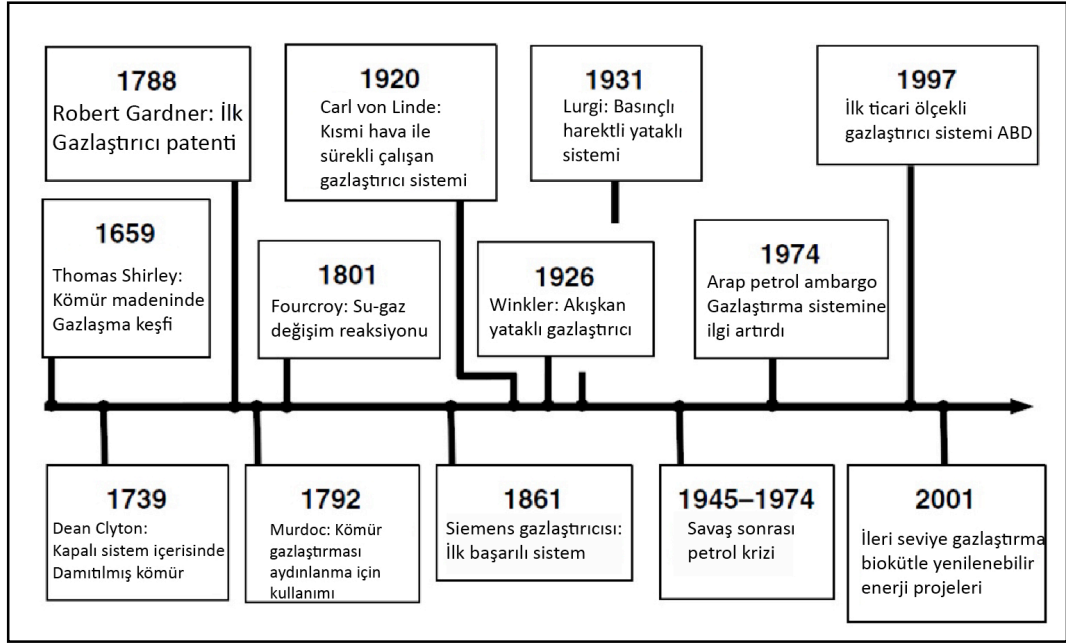 1788
Robert Gardner: İlk
Gazlaştırıcı patenti
1920
Carl von Linde:
Kısmi hava ile
sürekli çalışan
gazlaştırıcı sistemi
1931
Lurgi: Basınçlı
harektli yataklı
sistemi
1997
İlk ticari ölçekli
gazlaştırıcı sistemi ABD
1659
Thomas Shirley:
Kömür madeninde
Gazlaşma keşfi
1801
Fourcroy: Su-gaz
değişim reaksiyonu
1926
Winkler: Akışkan
yataklı gazlaştırıcı
1974
Arap petrol ambargo
Gazlaştırma sistemine
ilgi artırdı
1739
Dean Clyton:
Kapalı sistem içerisinde
Damıtılmış kömür
1792
Murdoc: Kömür
gazlaştırması
aydınlanma için
kullanımı
1861
Siemens gazlaştırıcısı:
İlk başarılı sistem
1945–1974
Savaş sonrası
petrol krizi
2001
İleri seviye gazlaştırma
biokütle yenilenebilir
enerji projeleri